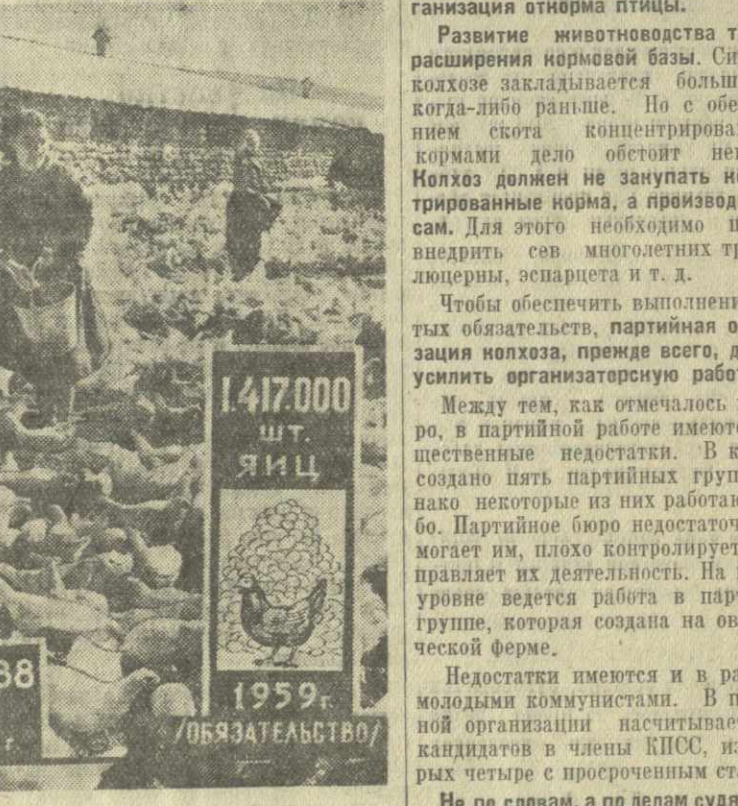 1.417.000
ШТ.
ЯИЦ
1959г.
/ОБЯЗАТЕЛЬСТВО/
88
г.
ганизация откорма птицы.
Развитие животноводства т
расширения кормовой базы. Си
колхозе закладывается больш
когда-либо раньше. Но с обе
нием скота концентрирова
кормами дело обстоит не
Колхоз должен не закупать к
трированные корма, а производ
сам. Для этого необходимо
внедрить сев многолетних тр
люцерны, эспарцета и т. д.
Чтобы обеспечить выполнени
тых обязательств, партийная о
зация колхоза, прежде всего, д
усилить организаторскую рабо
Между тем, как отмечалось
ро, в партийной работе имеютс
щественные недостатки. В к
создано пять партийных груп
нако некоторые из них работаю
бо. Партийное бюро недостаточ
могает им, плохо контролирует
правляет их деятельность. На
уровне ведется работа в пар
группе, которая создана на ов
ческой ферме.
Недостатки имеются и в ра
молодыми коммунистами. В п
ной организации насчитывае
кандидатов в члены КПСС, из
рых четыре с просроченным ст
Не по словам, а по делам судя